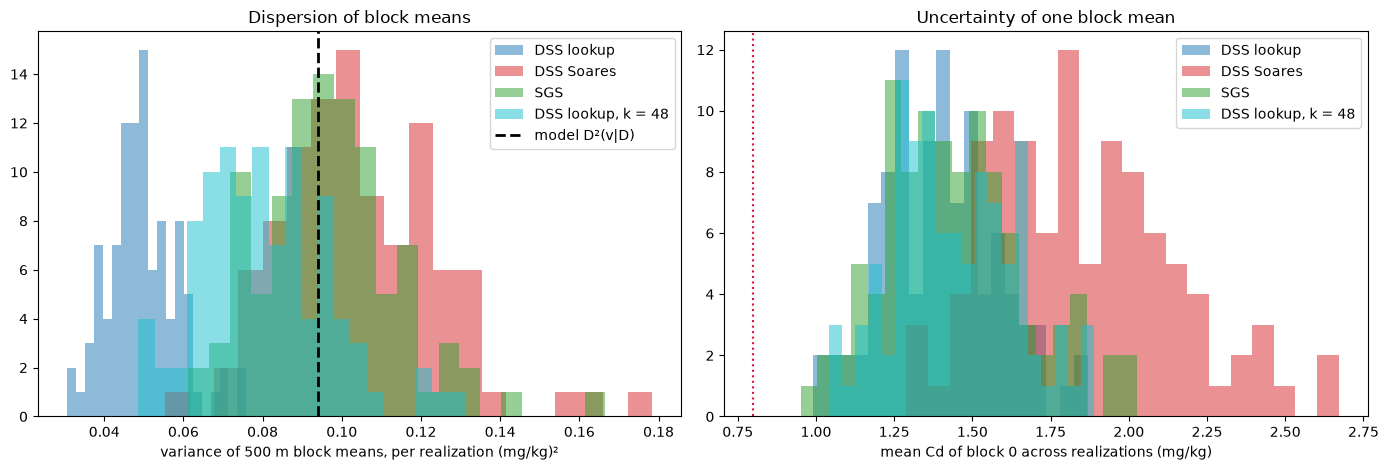 Dispersion of block means
DSS lookup
DSS Soares
SGS
DSS lookup, k = 48
model D²(v|D)
14
12
10
8
6
4
2
0
0.04
0.06
0.08
0.10
0.12
0.14
0.16
0.18
variance of 500 m block means, per realization (mg/kg)²
Uncertainty of one block mean
DSS lookup
DSS Soares
SGS
DSS lookup, k = 48
12
10
8
6
4
2
0
0.75
1.00
1.25
1.50
1.75
2.00
2.25
2.50
2.75
mean Cd of block 0 across realizations (mg/kg)